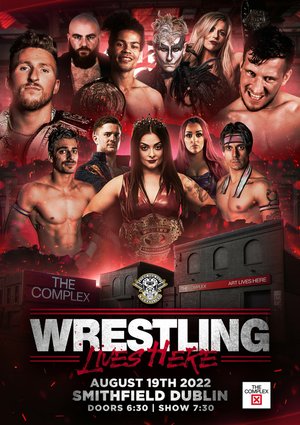 THE
COMPLEX
THE COMPLEX
ART LIVES HERE
WRESTLING
Lives Here
AUGUST 19TH 2022
SMITHFIELD DUBLIN
DOORS 6:30 | SHOW 7:30
THE
COMPLEX